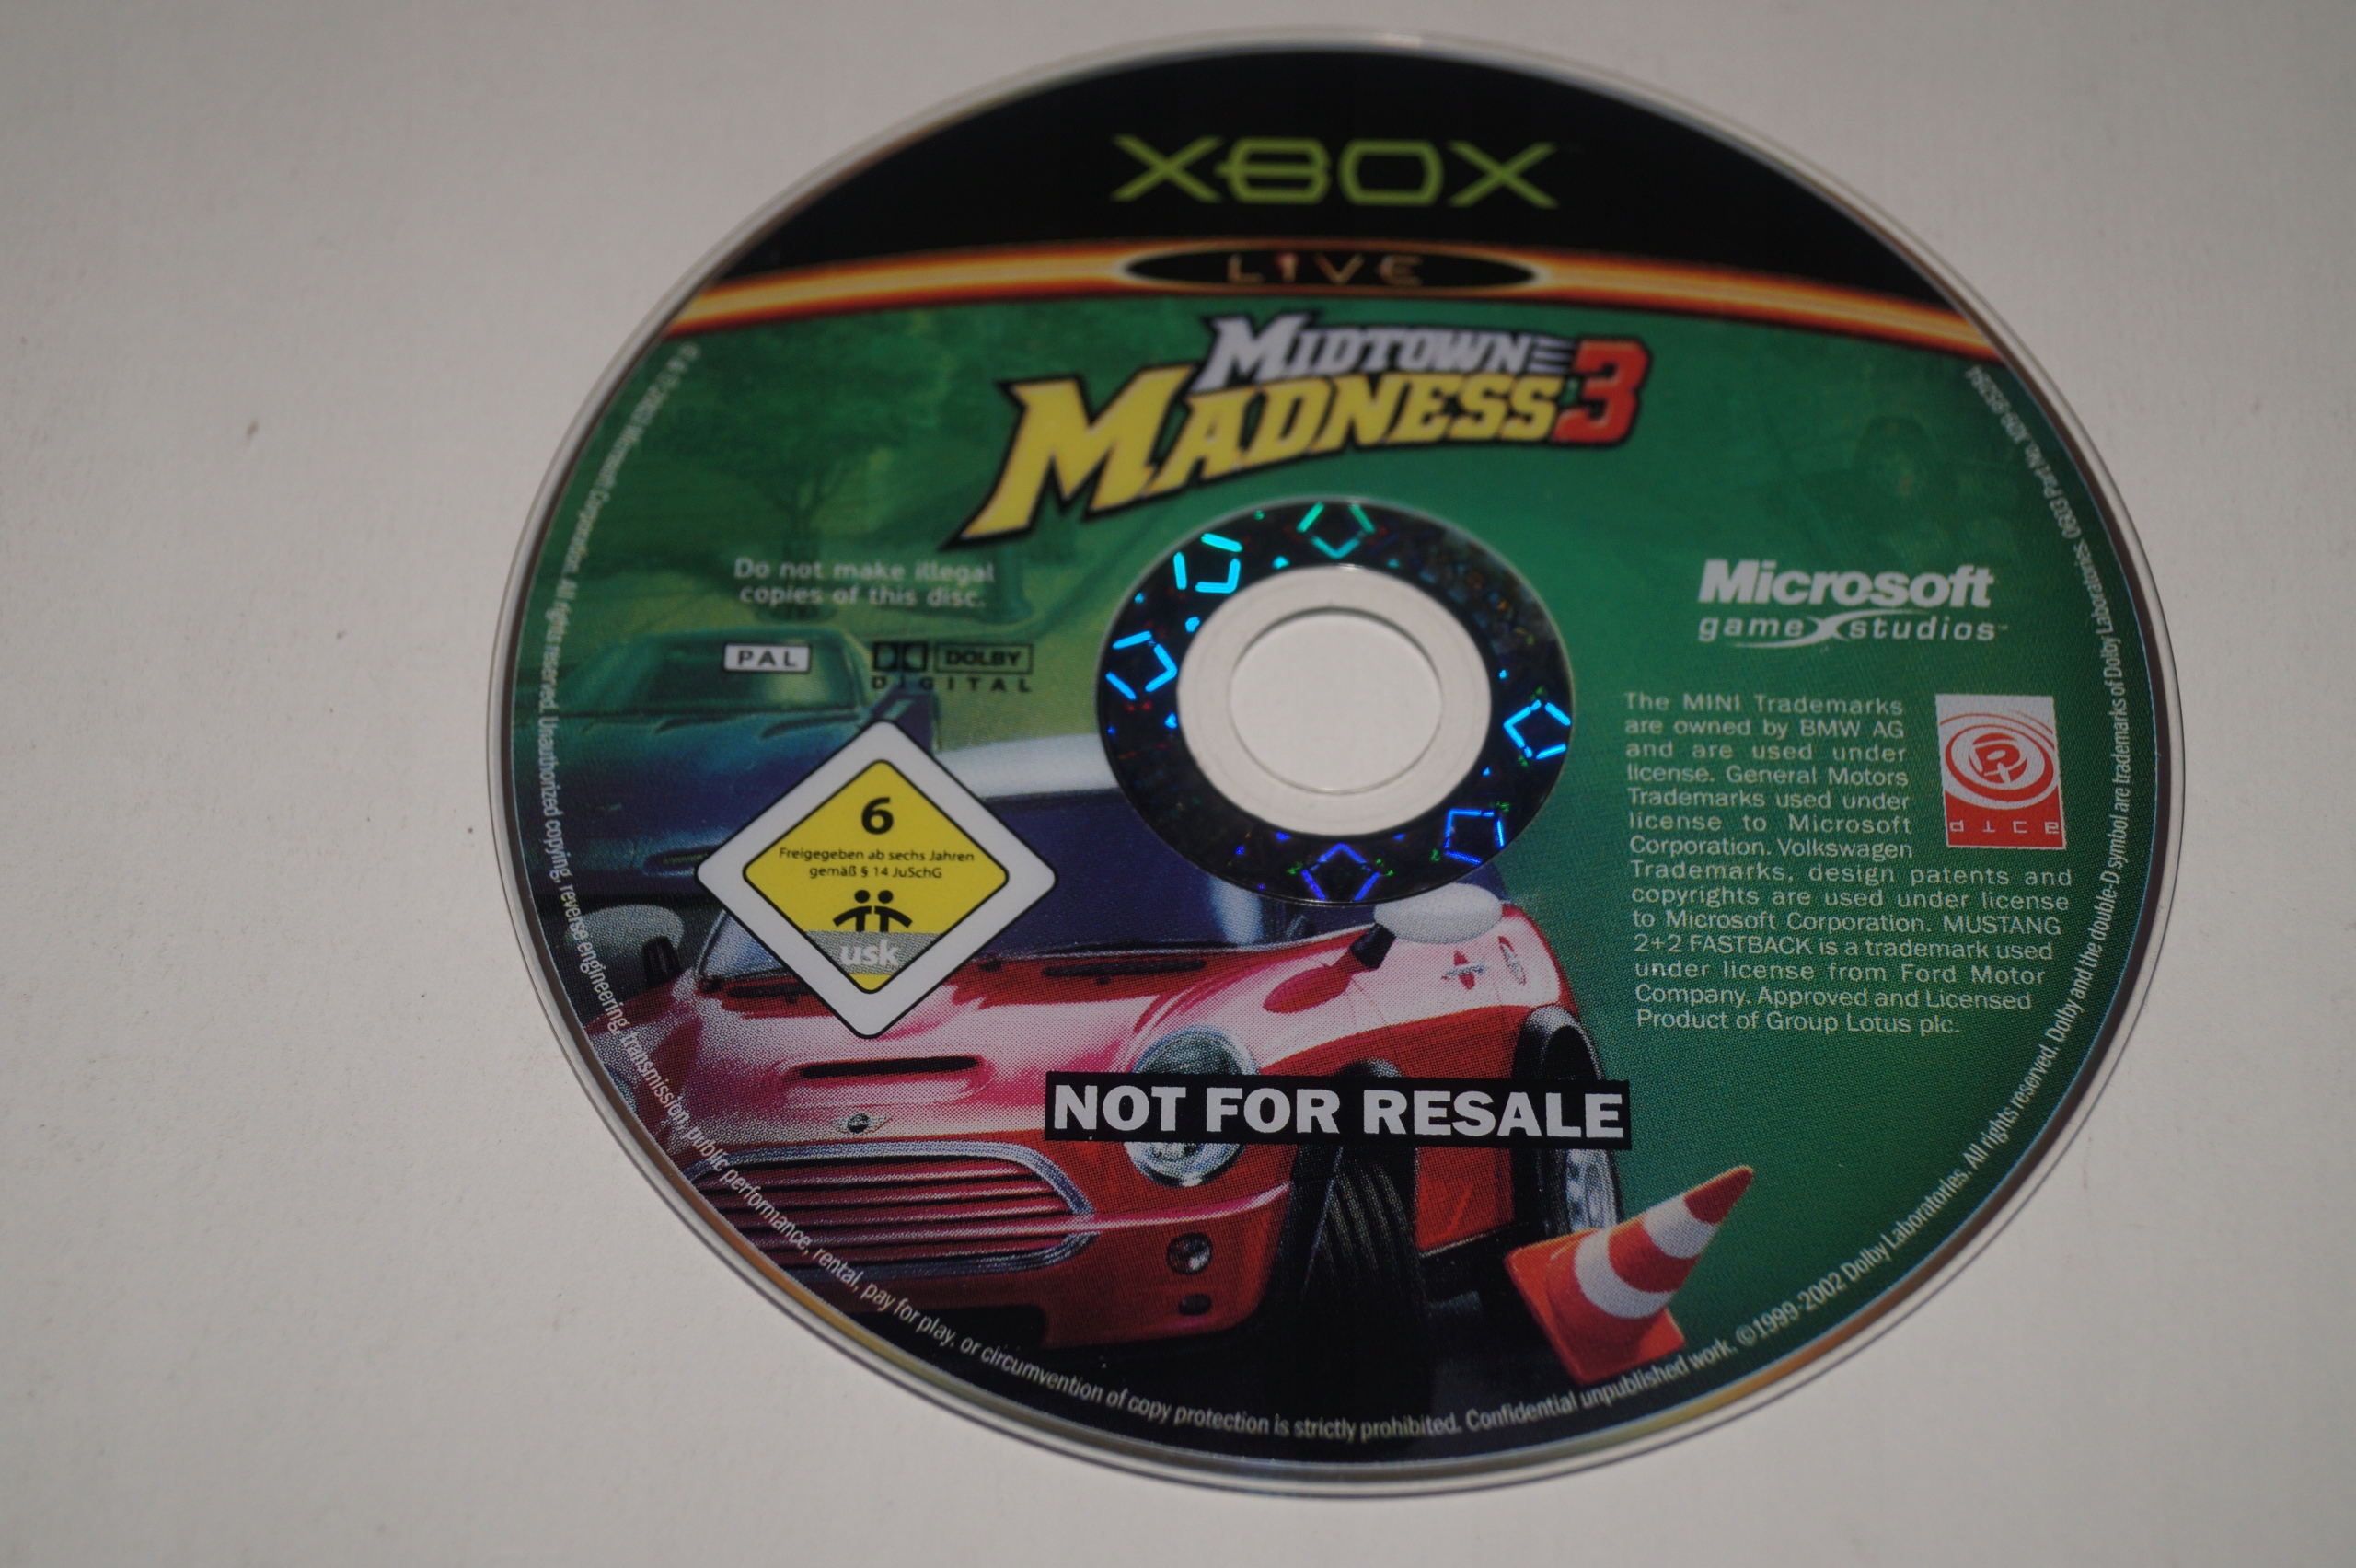 XBOX
LIVE
MIDTOWN
MADNESS 3
Do not make illegal
copies of this disc.
PAL
DOLBY
DIGITAL
6
Freigegeben ab sechs Jahren
gemäß § 14 JuSchG
usk
Microsoft
game studios™
The MINI Trademarks
are owned by BMW AG
and are used under
license. General Motors
Trademarks used under
license to Microsoft
Corporation. Volkswagen
Trademarks, design patents and
copyrights are used under license
to Microsoft Corporation. MUSTANG
2+2 FASTBACK is a trademark used
under license from Ford Motor
Company. Approved and Licensed
Product of Group Lotus plc.
NOT FOR RESALE
Microsoft Corporation. All rights reserved. Unauthorized copying, reverse engineering, transmission, public performance, rental, pay for play, or circumvention of copy protection is strictly prohibited. Confidential unpublished work. ©1999-2002 Dolby Laboratories. All rights reserved. Dolby and the double-D symbol are trademarks of Dolby Laboratories. 0603 Part No.